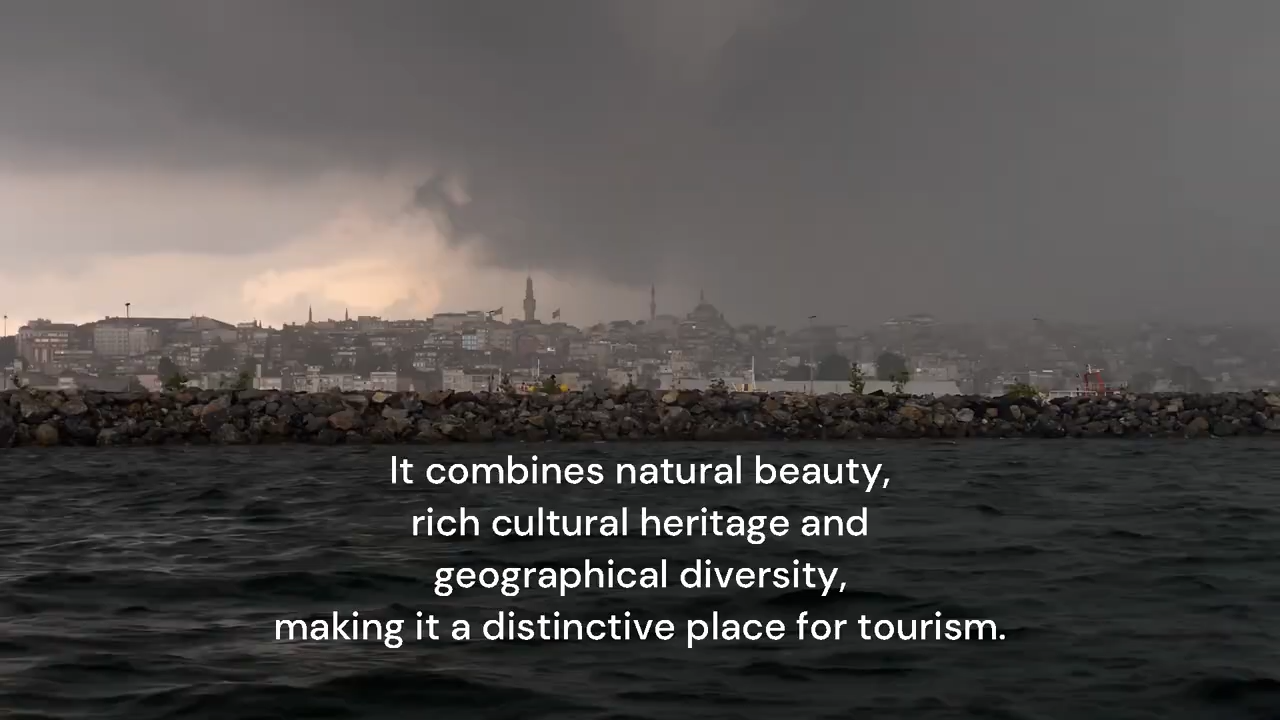 It combines natural beauty,
rich cultural heritage and
geographical diversity,
making it a distinctive place for tourism.